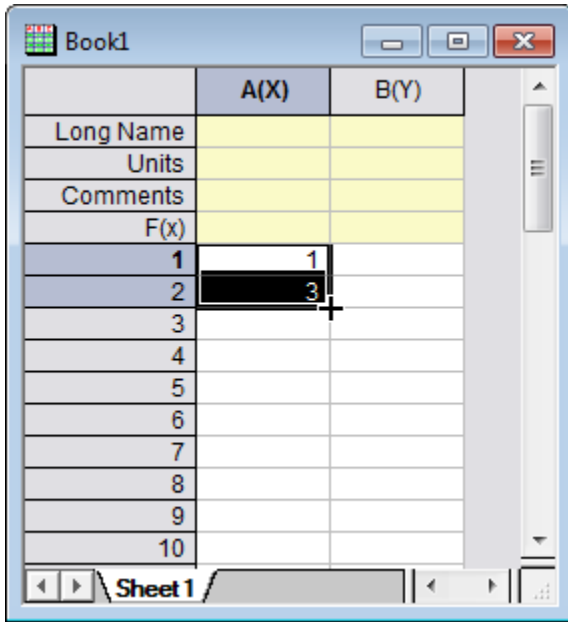 Book1
A(X) B(Y)
Long Name
Units
Comments
F(x)
1 1
2 3
3
4
5
6
7
8
9
10
Sheet1